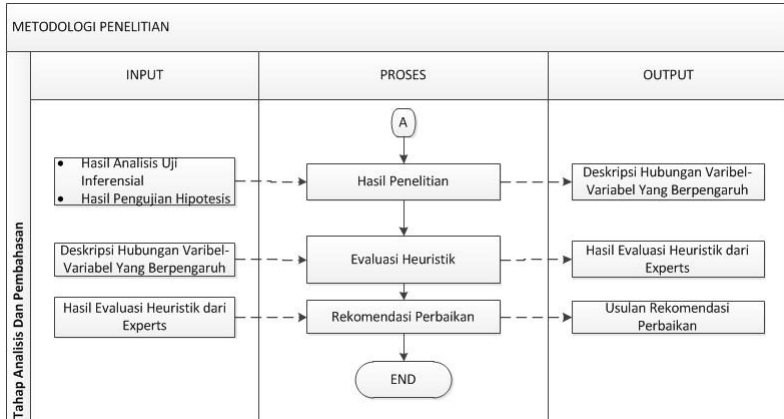 METODOLOGI PENELITIAN
INPUT
PROSES
OUTPUT
Tahap Analisis Dan Pembahasan
A
• Hasil Analisis Uji
Inferensial
• Hasil Pengujian Hipotesis
Hasil Penelitian
Deskripsi Hubungan Varibel-
Variabel Yang Berpengaruh
Deskripsi Hubungan Varibel-
Variabel Yang Berpengaruh
Evaluasi Heuristik
Hasil Evaluasi Heuristik dari
Experts
Hasil Evaluasi Heuristik dari
Experts
Rekomendasi Perbaikan
Usulan Rekomendasi
Perbaikan
END